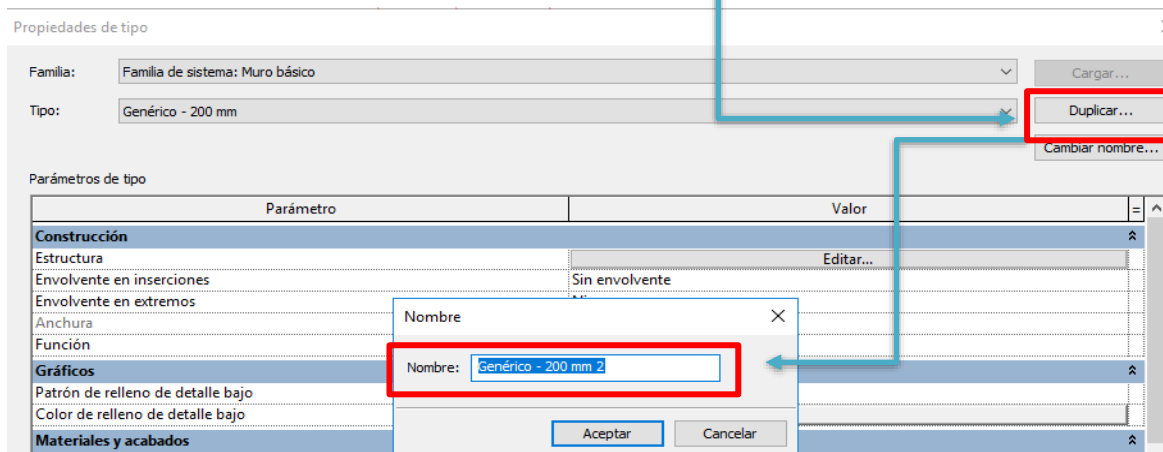 Propiedades de tipo
Familia: Familia de sistema: Muro básico Cargar...
Tipo: Genérico - 200 mm Duplicar...
Cambiar nombre...
Parámetros de tipo
Parámetro Valor =
Construcción
Estructura Editar...
Envolvente en inserciones Sin envolvente
Envolvente en extremos
Anchura
Función
Gráficos
Patrón de relleno de detalle bajo
Color de relleno de detalle bajo
Materiales y acabados
Nombre
Nombre: Genérico - 200 mm 2
Aceptar Cancelar